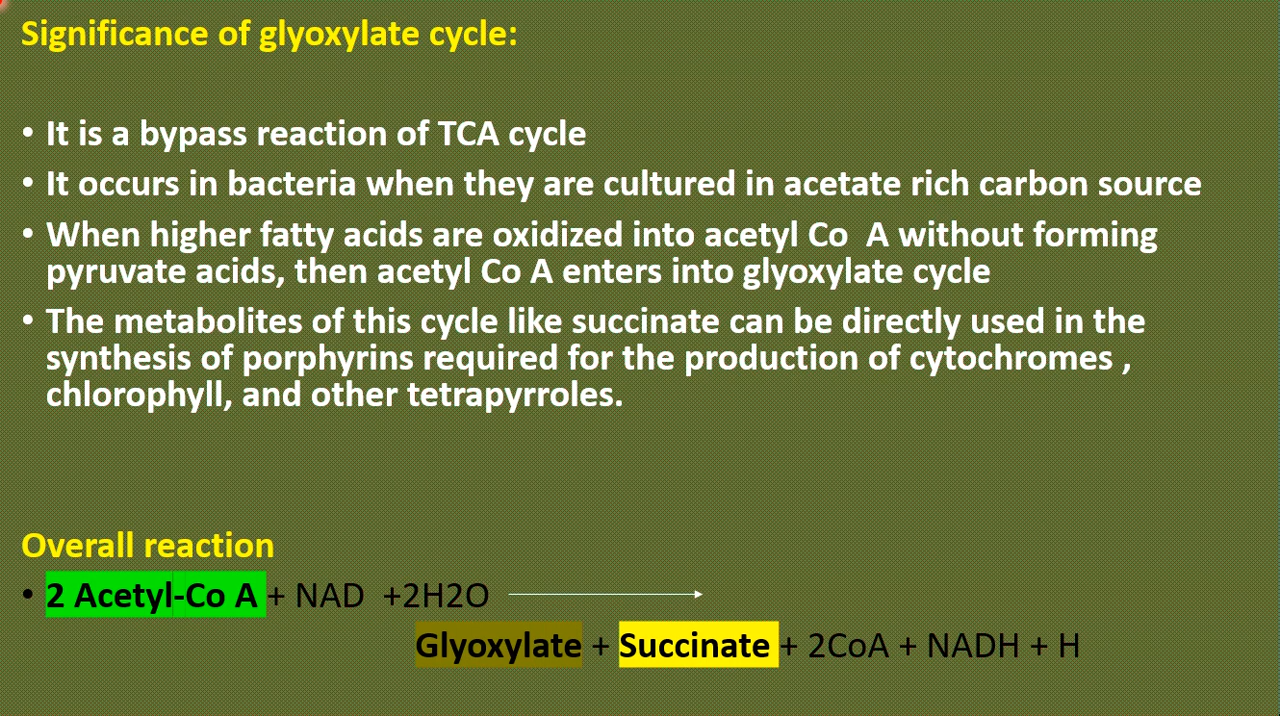 Significance of glyoxylate cycle:
• It is a bypass reaction of TCA cycle
• It occurs in bacteria when they are cultured in acetate rich carbon source
• When higher fatty acids are oxidized into acetyl Co  A without forming
pyruvate acids, then acetyl Co A enters into glyoxylate cycle
• The metabolites of this cycle like succinate can be directly used in the
synthesis of porphyrins required for the production of cytochromes ,
chlorophyll, and other tetrapyrroles.
Overall reaction
• 2 Acetyl-Co A + NAD  +2H2O
Glyoxylate + Succinate + 2CoA + NADH + H